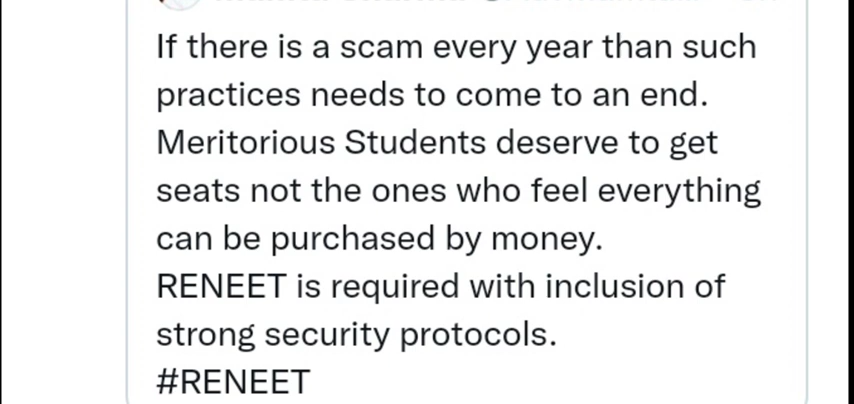 If there is a scam every year than such
practices needs to come to an end.
Meritorious Students deserve to get
seats not the ones who feel everything
can be purchased by money.
RENEET is required with inclusion of
strong security protocols.
#RENEET